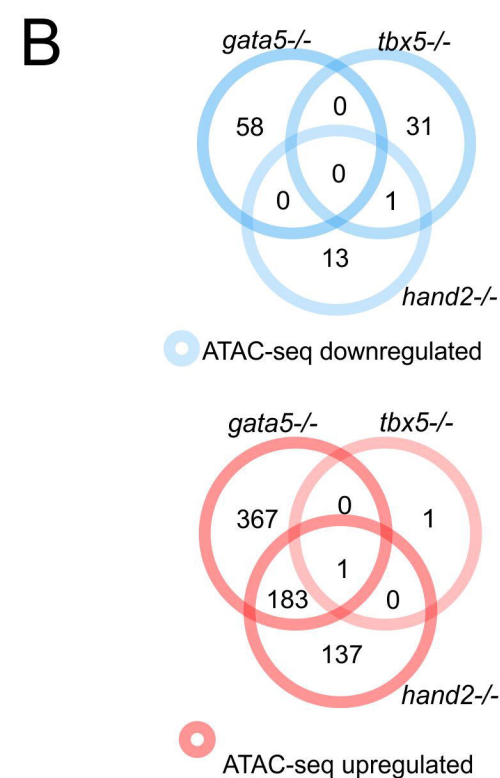 B
gata5-/- tbx5-/-
0
58 31
0
0 1
13
hand2-/-
ATAC-seq downregulated
gata5-/- tbx5-/-
0
367 1
1
183 0
137
hand2-/-
ATAC-seq upregulated